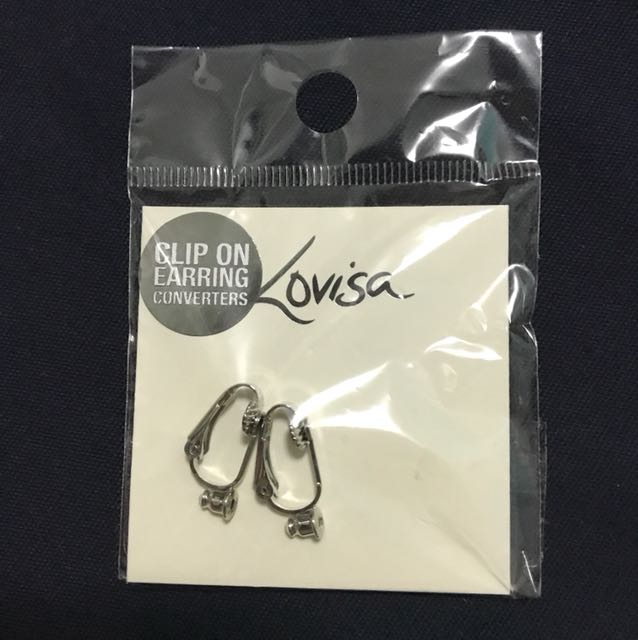 CLIP ON
EARRING
CONVERTERS
Lovisa